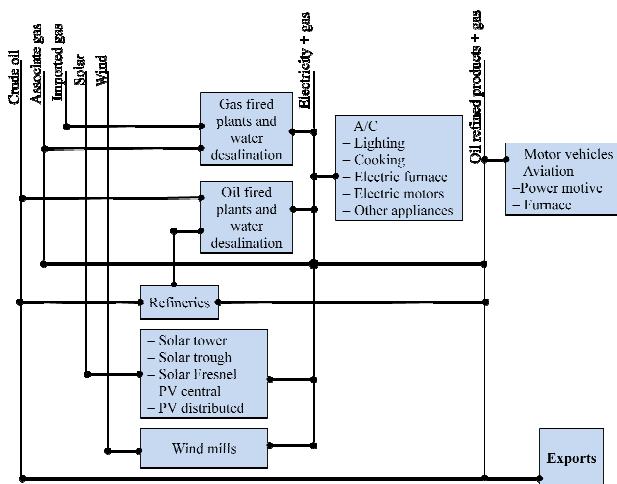 Crude oil
Associate gas
Imported gas
Solar
Wind
Electricity + gas
Oil refined products + gas
Gas fired
plants and
water
desalination
A/C
– Lighting
– Cooking
– Electric furnace
– Electric motors
– Other appliances
Motor vehicles
Aviation
–Power motive
– Furnace
Oil fired
plants and
water
desalination
Refineries
– Solar tower
– Solar trough
– Solar Fresnel
PV central
– PV distributed
Wind mills
Exports